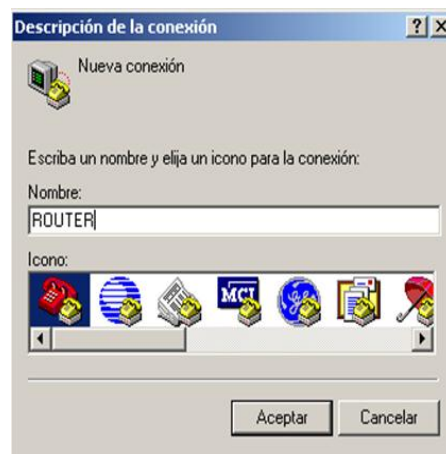 Descripción de la conexión
Nueva conexión
Escriba un nombre y elija un icono para la conexión:
Nombre:
ROUTER
Icono:
MCI
Aceptar
Cancelar